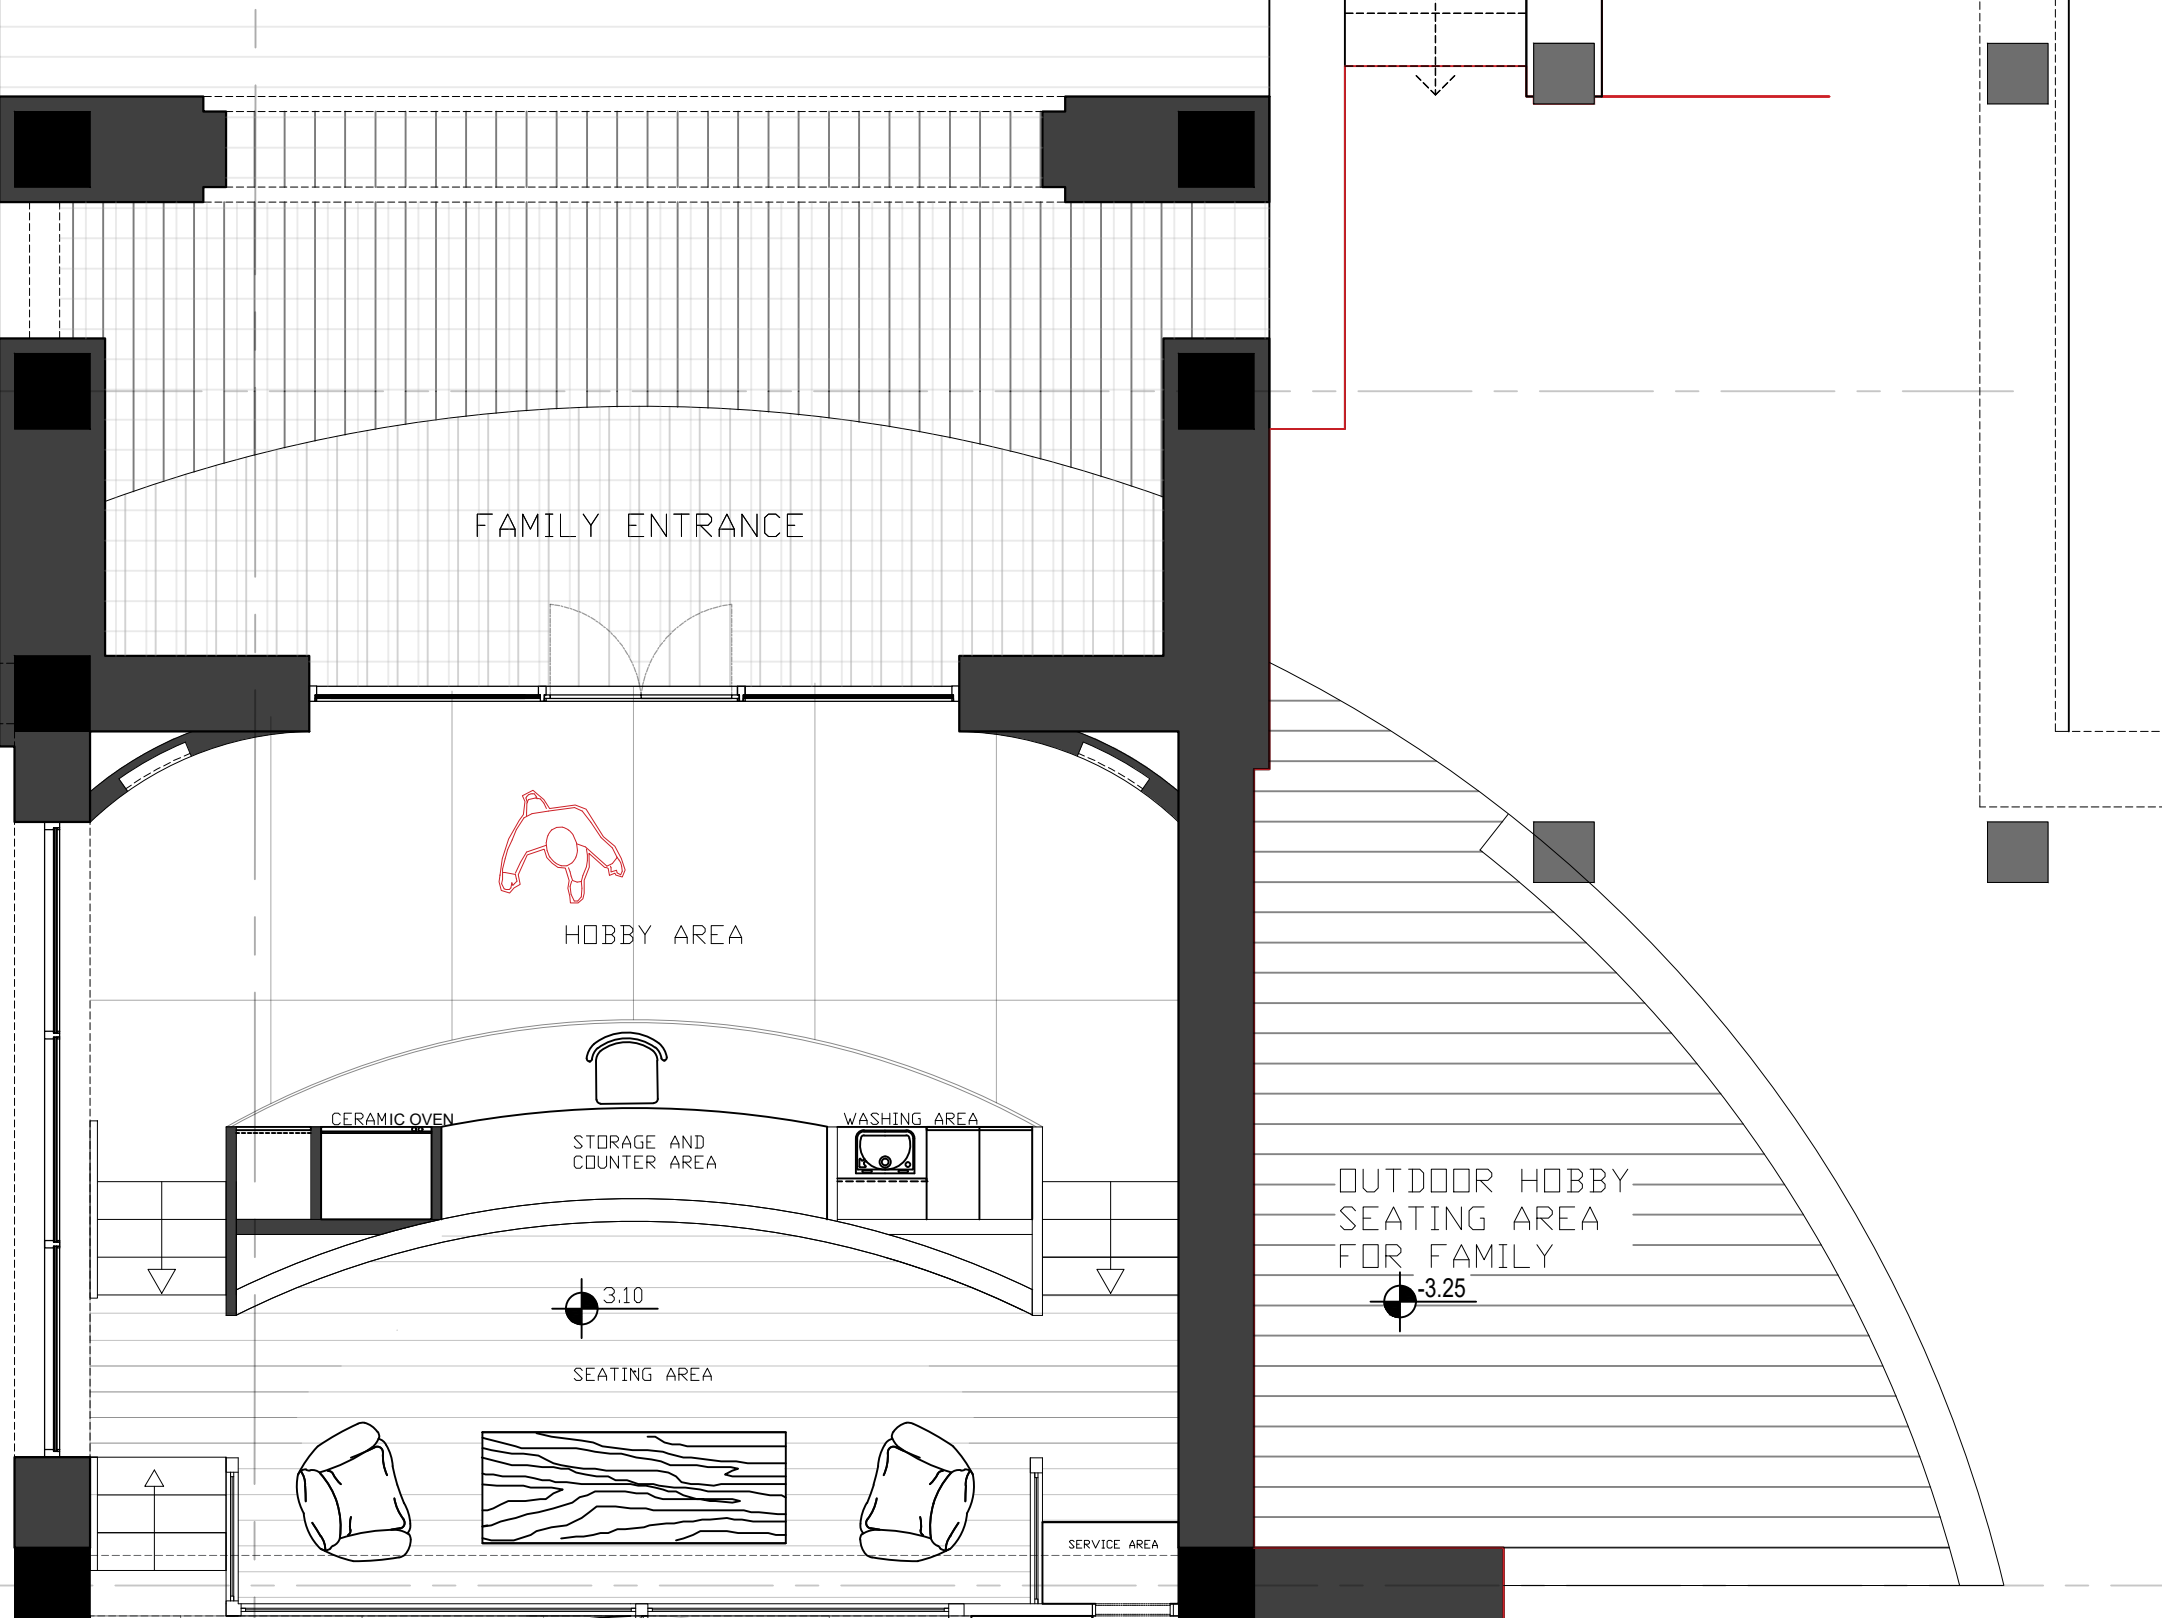 FAMILY ENTRANCE
HOBBY AREA
CERAMIC OVEN
WASHING AREA
STORAGE AND
COUNTER AREA
OUTDOOR HOBBY
SEATING AREA
FOR FAMILY
-3.25
3.10
SEATING AREA
SERVICE AREA